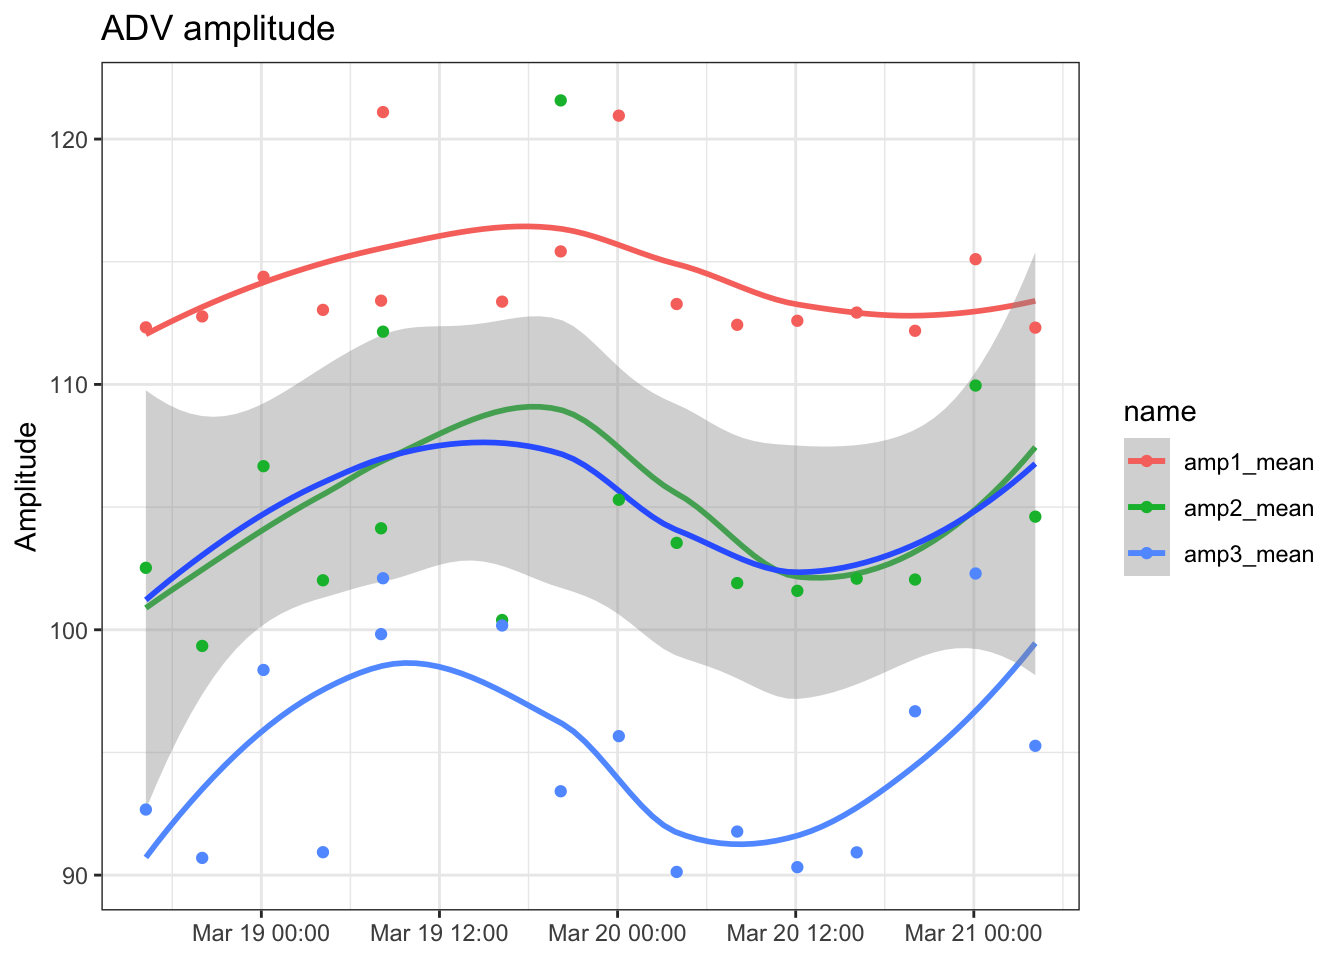 ADV amplitude
120
110
100
90
Amplitude
Mar 19 00:00
Mar 19 12:00
Mar 20 00:00
Mar 20 12:00
Mar 21 00:00
name
amp1_mean
amp2_mean
amp3_mean